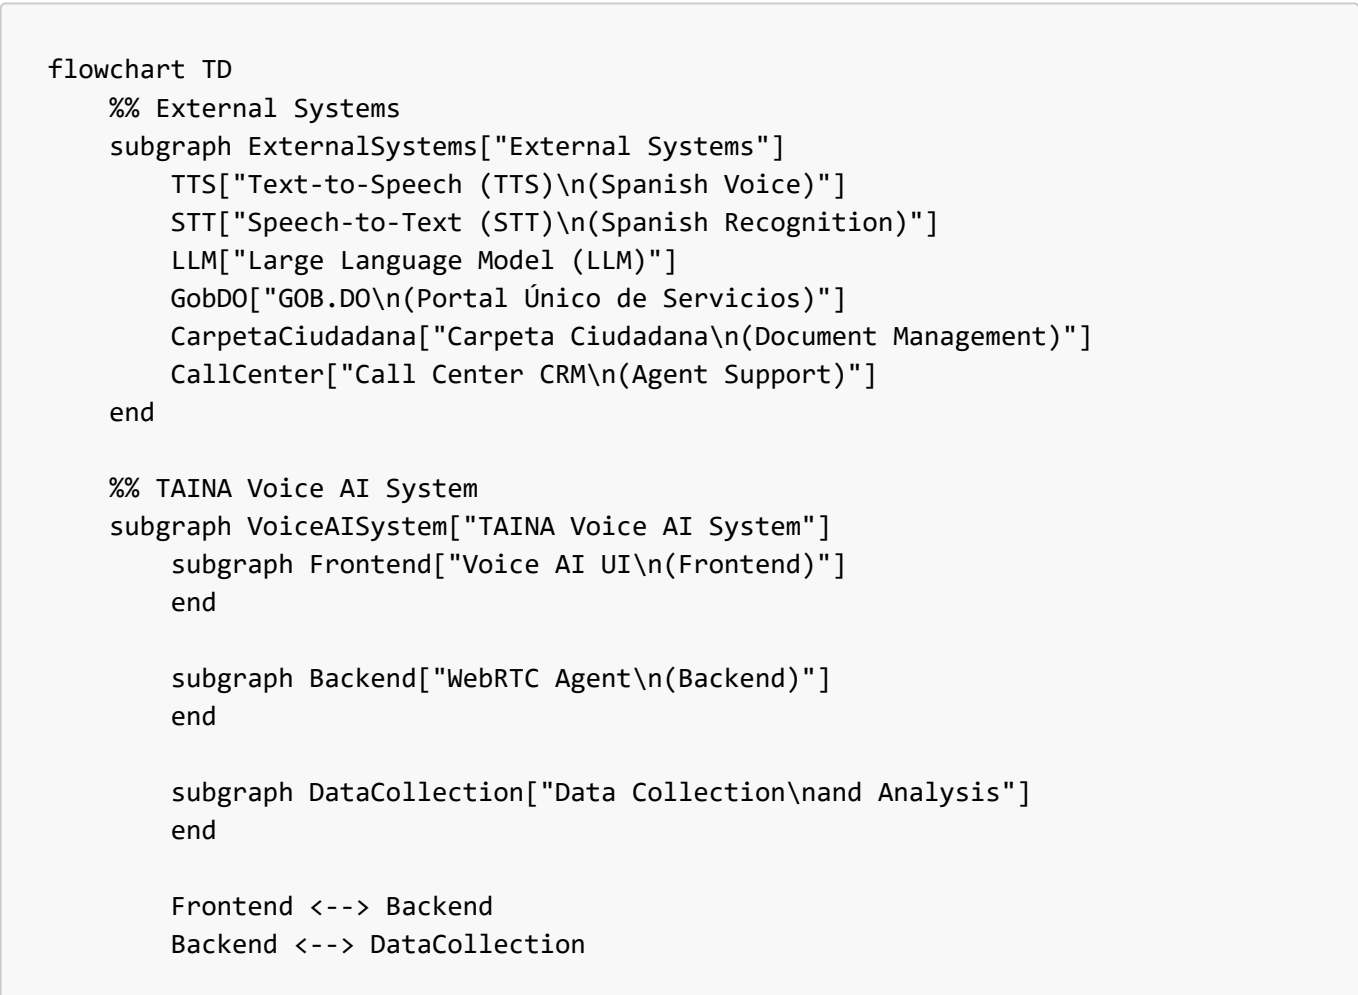 flowchart TD
    %% External Systems
    subgraph ExternalSystems["External Systems"]
        TTS["Text-to-Speech (TTS)\n(Spanish Voice)"]
        STT["Speech-to-Text (STT)\n(Spanish Recognition)"]
        LLM["Large Language Model (LLM)"]
        GobDO["GOB.DO\n(Portal Único de Servicios)"]
        CarpetaCiudadana["Carpeta Ciudadana\n(Document Management)"]
        CallCenter["Call Center CRM\n(Agent Support)"]
    end

    %% TAINA Voice AI System
    subgraph VoiceAISystem["TAINA Voice AI System"]
        subgraph Frontend["Voice AI UI\n(Frontend)"]
        end

        subgraph Backend["WebRTC Agent\n(Backend)"]
        end

        subgraph DataCollection["Data Collection\nand Analysis"]
        end

        Frontend <--> Backend
        Backend <--> DataCollection